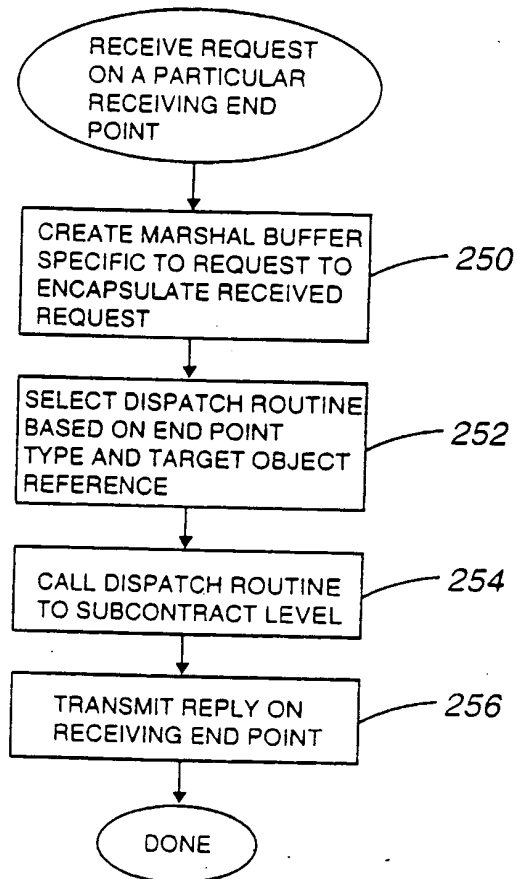 RECEIVE REQUEST
ON A PARTICULAR
RECEIVING END
POINT
CREATE MARSHAL BUFFER
SPECIFIC TO REQUEST TO
ENCAPSULATE RECEIVED
REQUEST
250
SELECT DISPATCH ROUTINE
BASED ON END POINT
TYPE AND TARGET OBJECT
REFERENCE
252
CALL DISPATCH ROUTINE
TO SUBCONTRACT LEVEL
254
TRANSMIT REPLY ON
RECEIVING END POINT
256
DONE